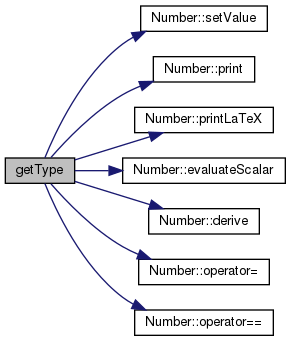 Number::setValue
Number::print
Number::printLaTeX
getType
Number::evaluateScalar
Number::derive
Number::operator=
Number::operator==